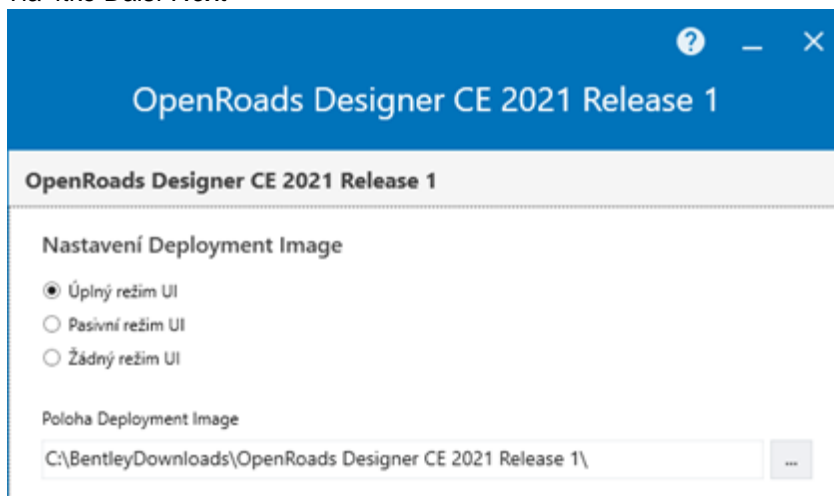 OpenRoads Designer CE 2021 Release 1
OpenRoads Designer CE 2021 Release 1
Nastavení Deployment Image
Úplný režim UI
Pasivní režim UI
Žádný režim UI
Poloha Deployment Image
C:\BentleyDownloads\OpenRoads Designer CE 2021 Release 1\
...